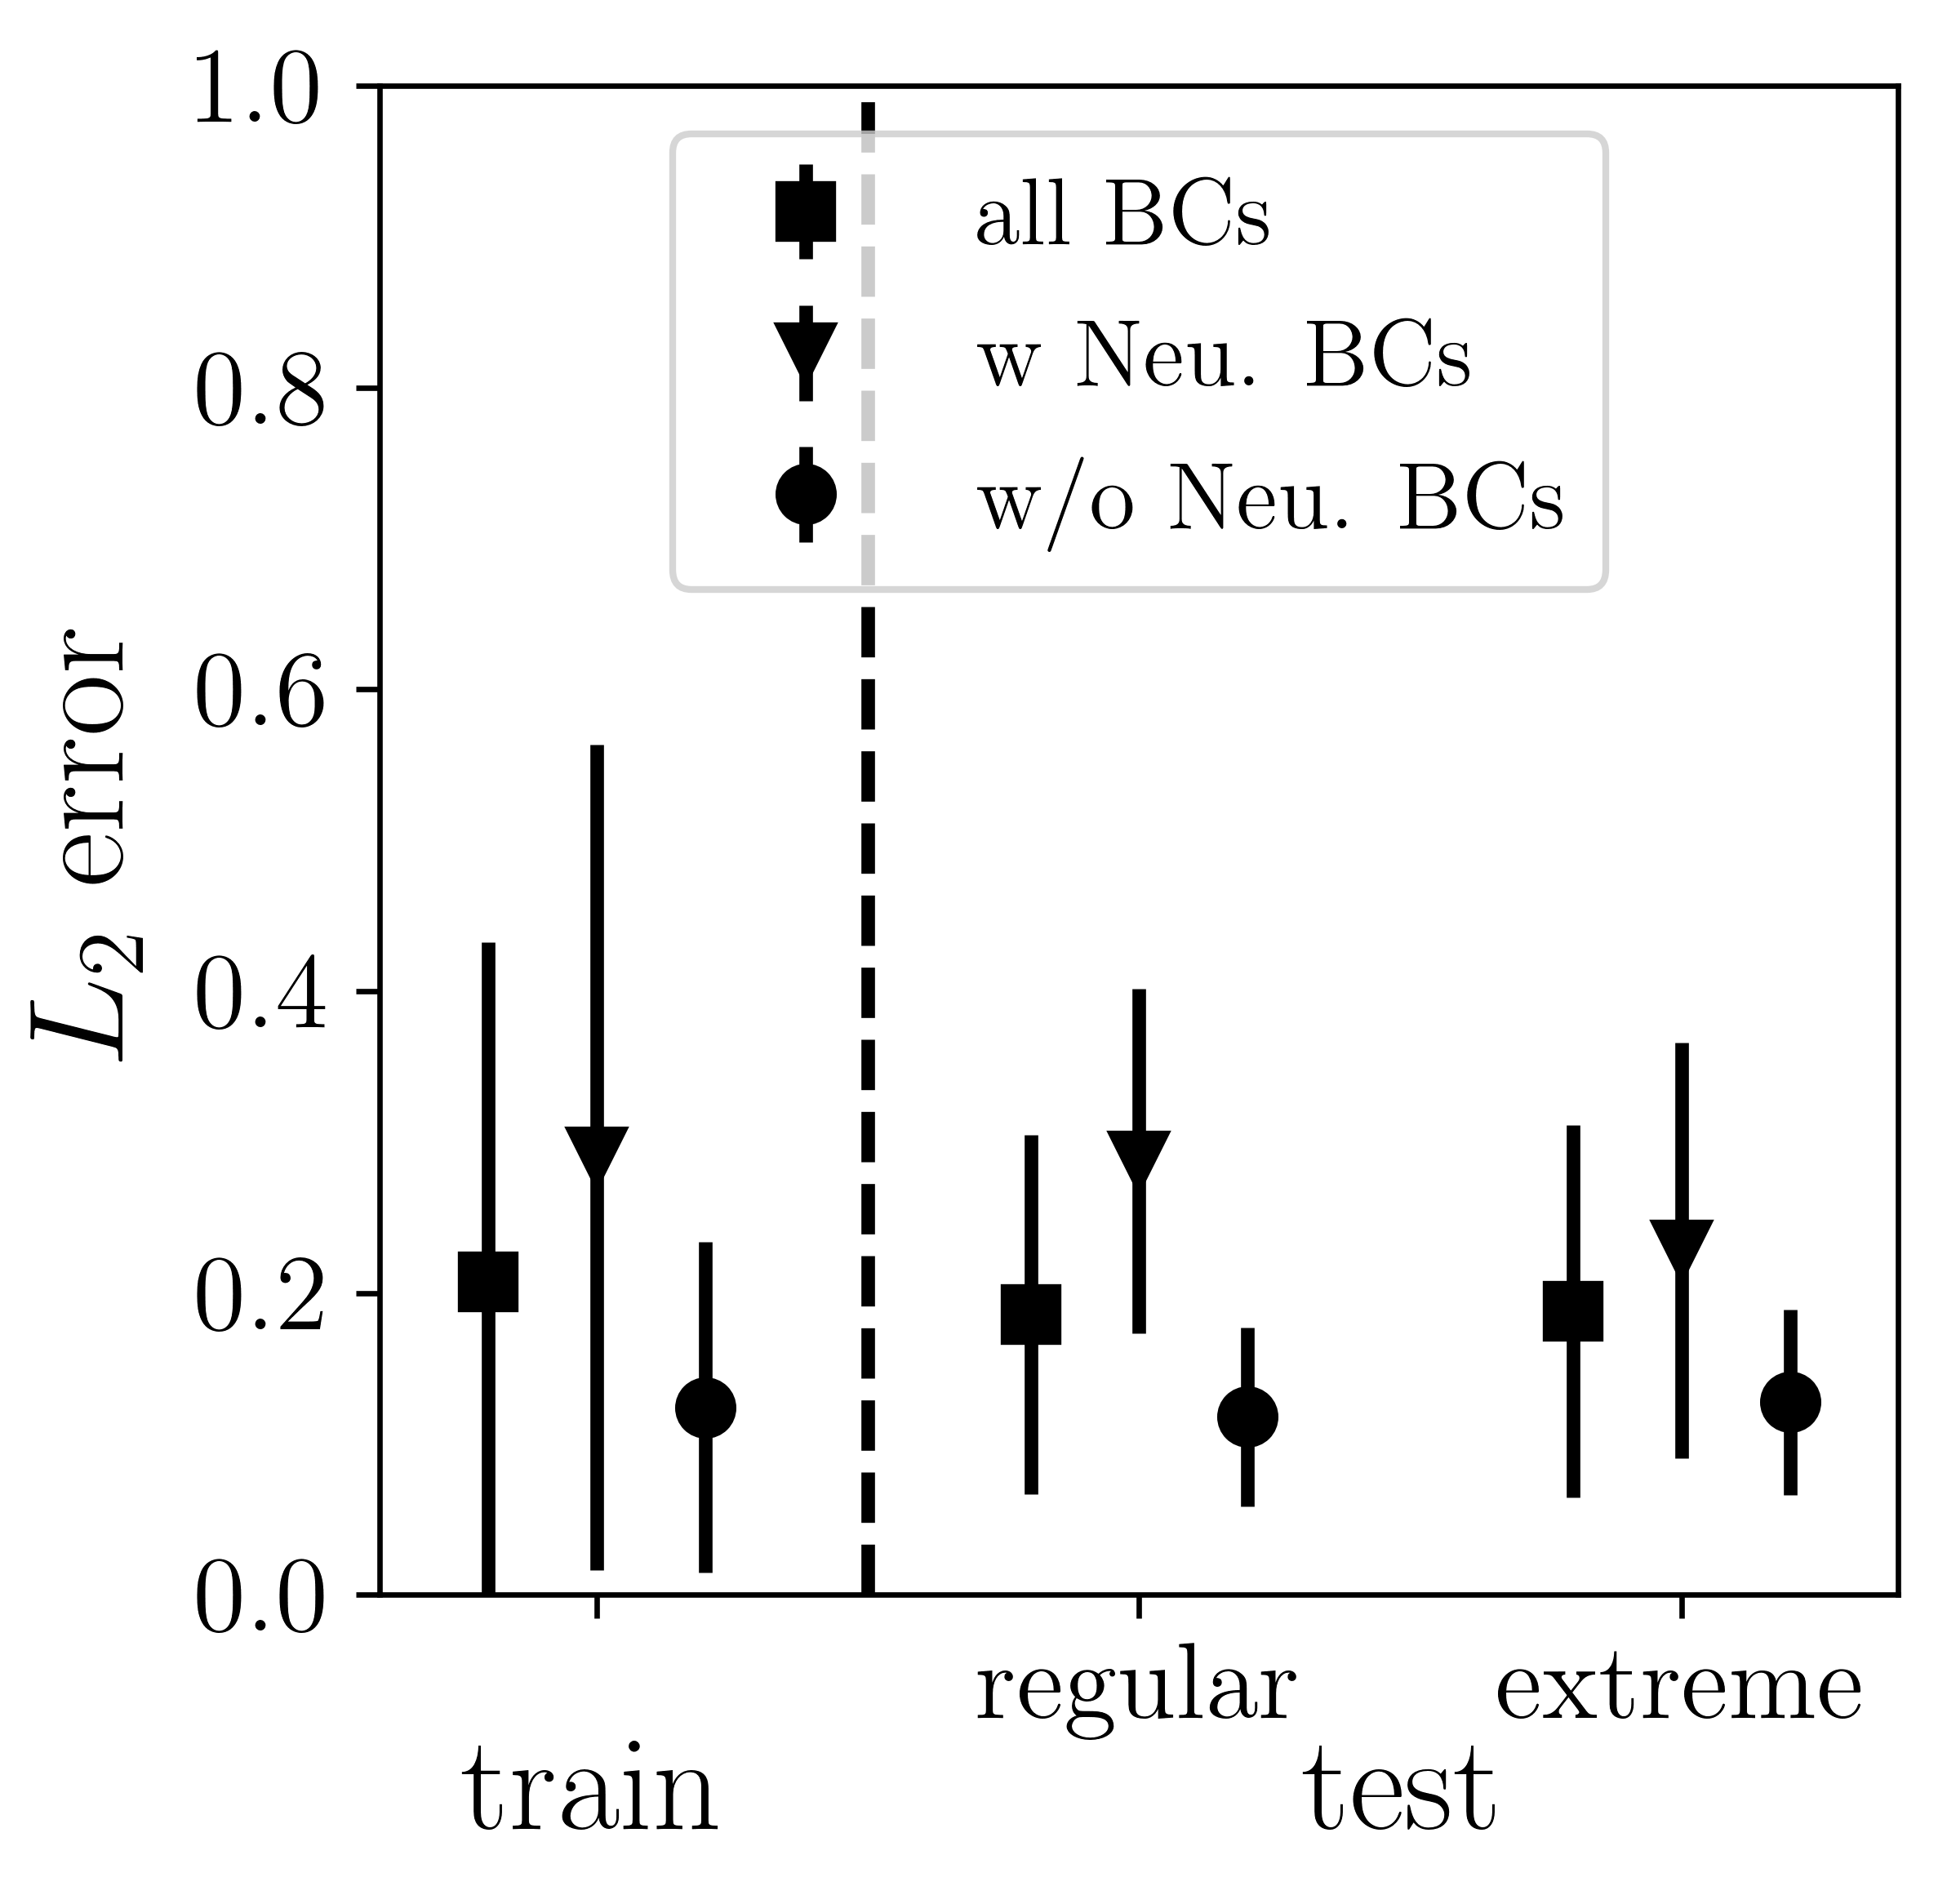 1.0
0.8
0.6
0.4
0.2
0.0
L₂ error
all BCs
w Neu. BCs
w/o Neu. BCs
regular extreme
train test